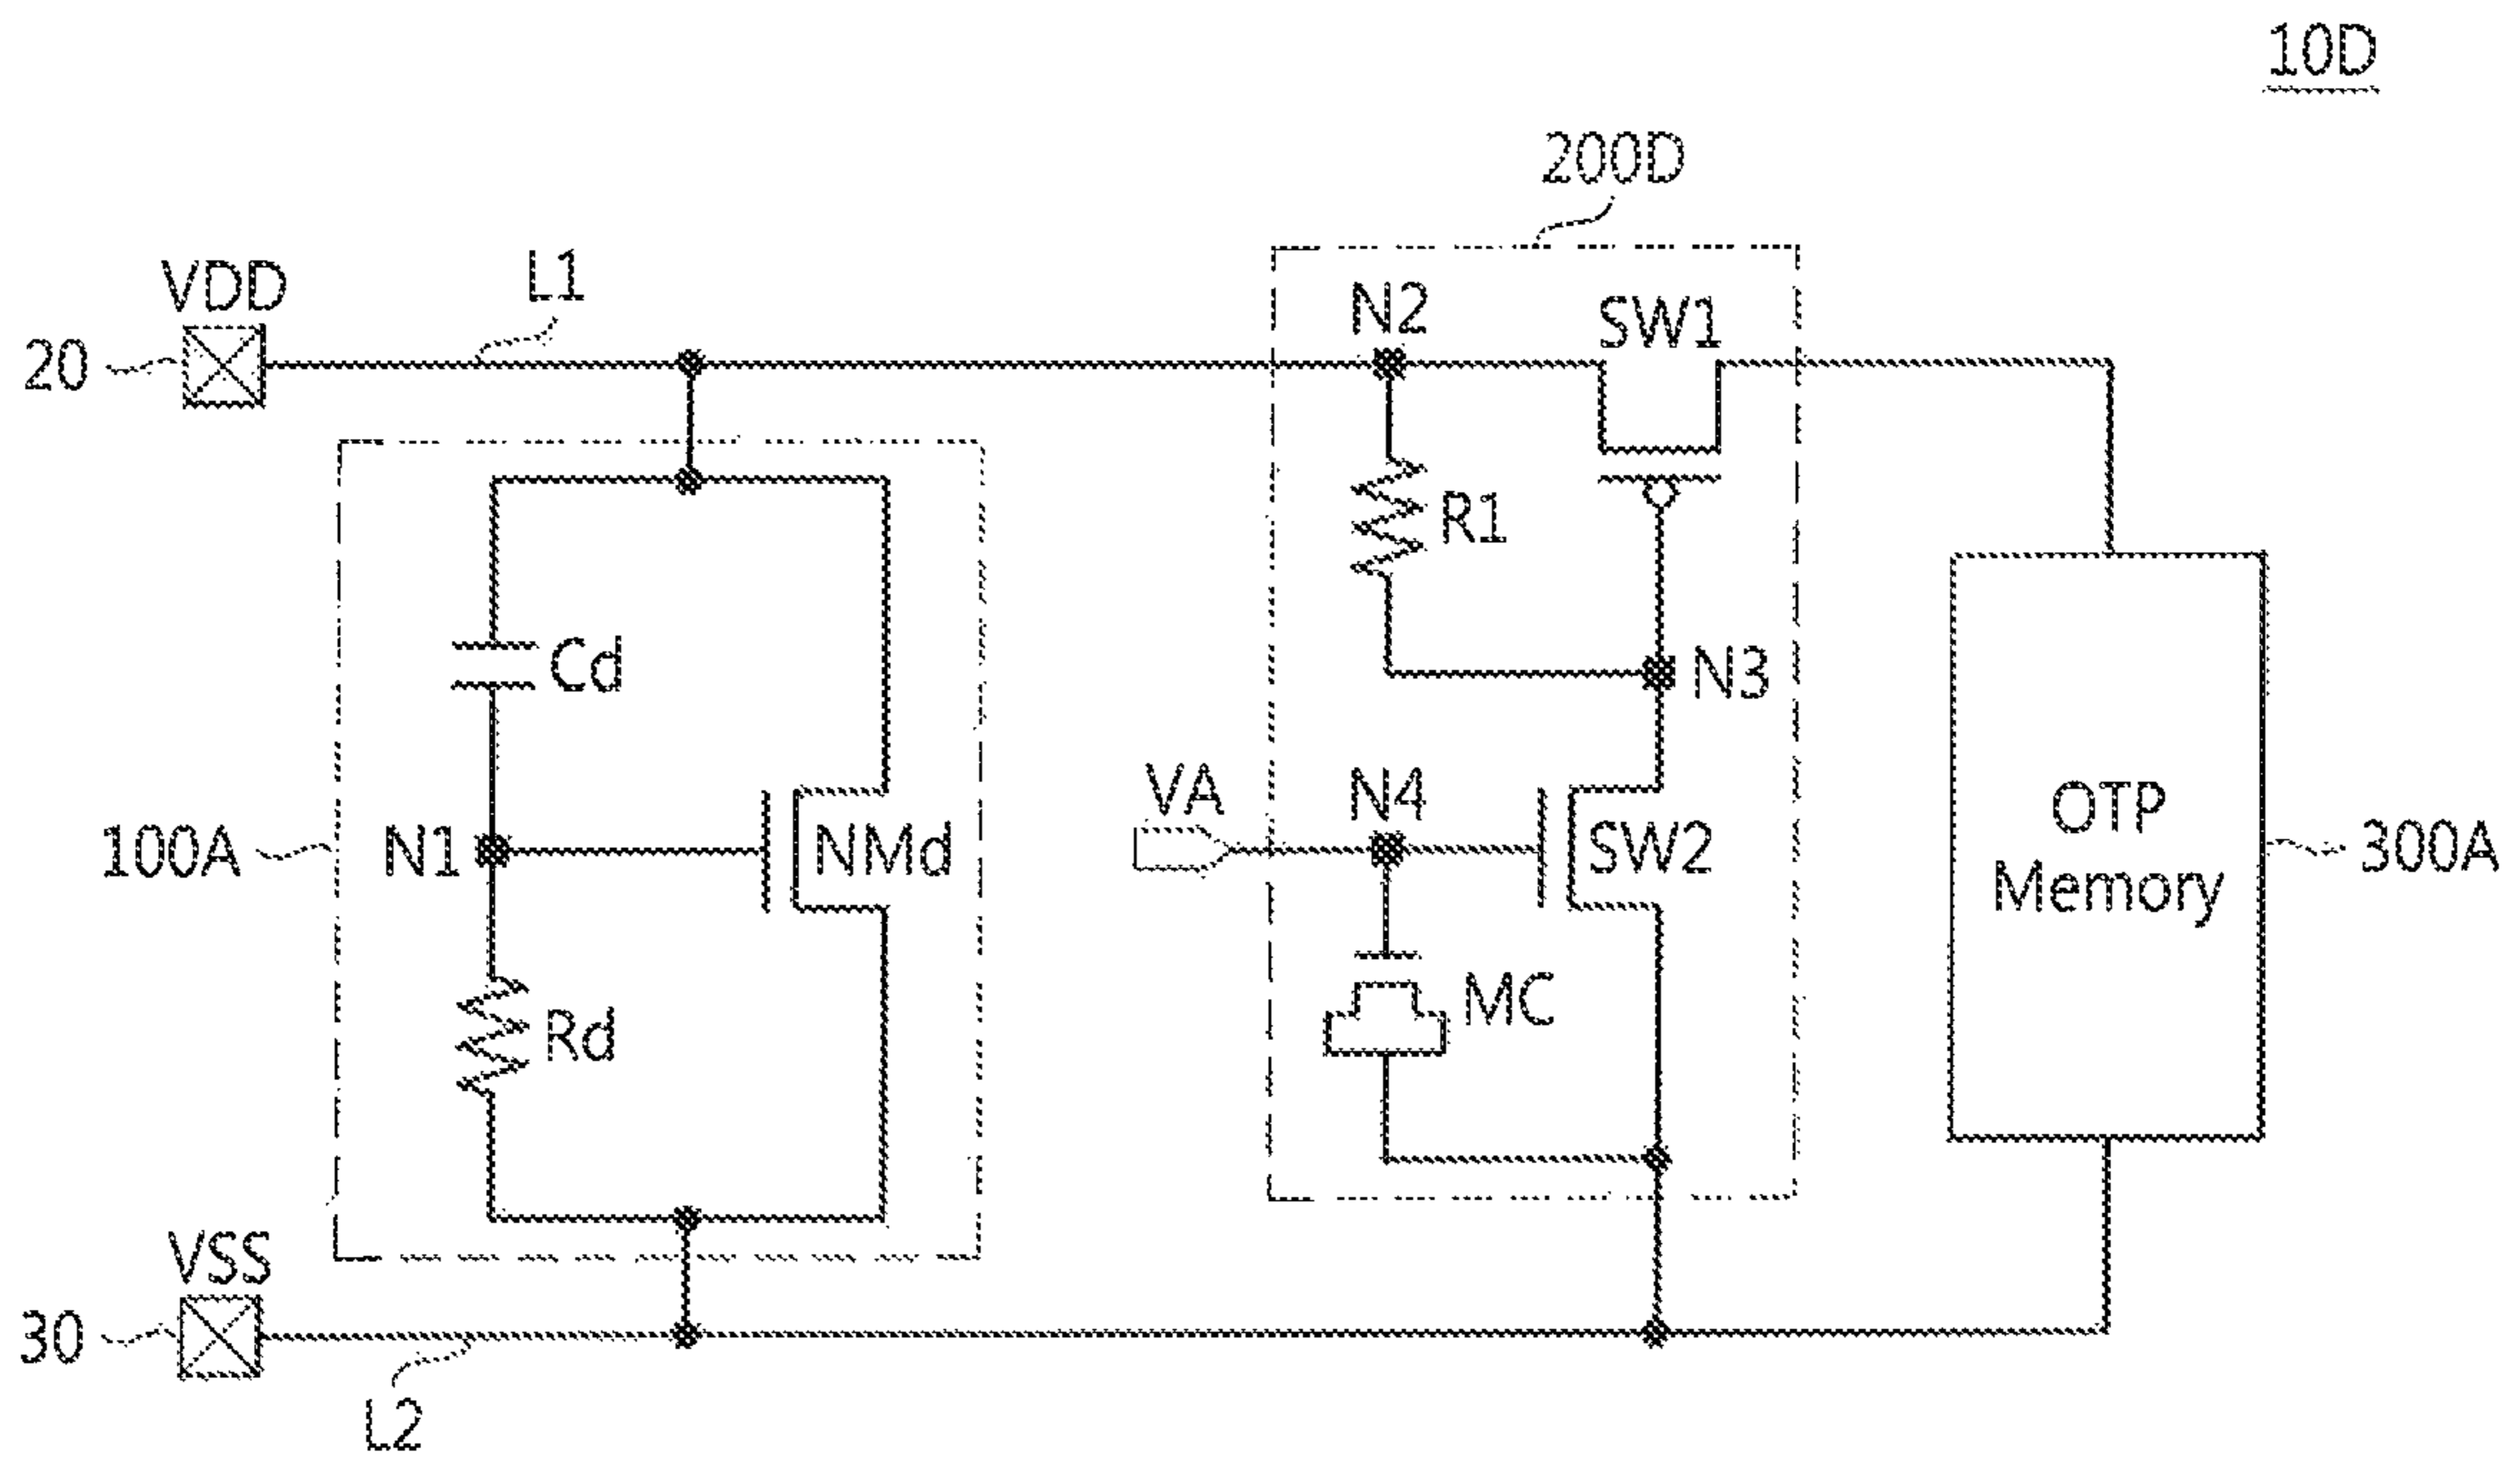 10D
200D
VDD
L1
N2
SW1
20
R1
Cd
N3
VA
N4
OTP
Memory
100A
N1
NMd
SW2
300A
MC
Rd
VSS
30
L2